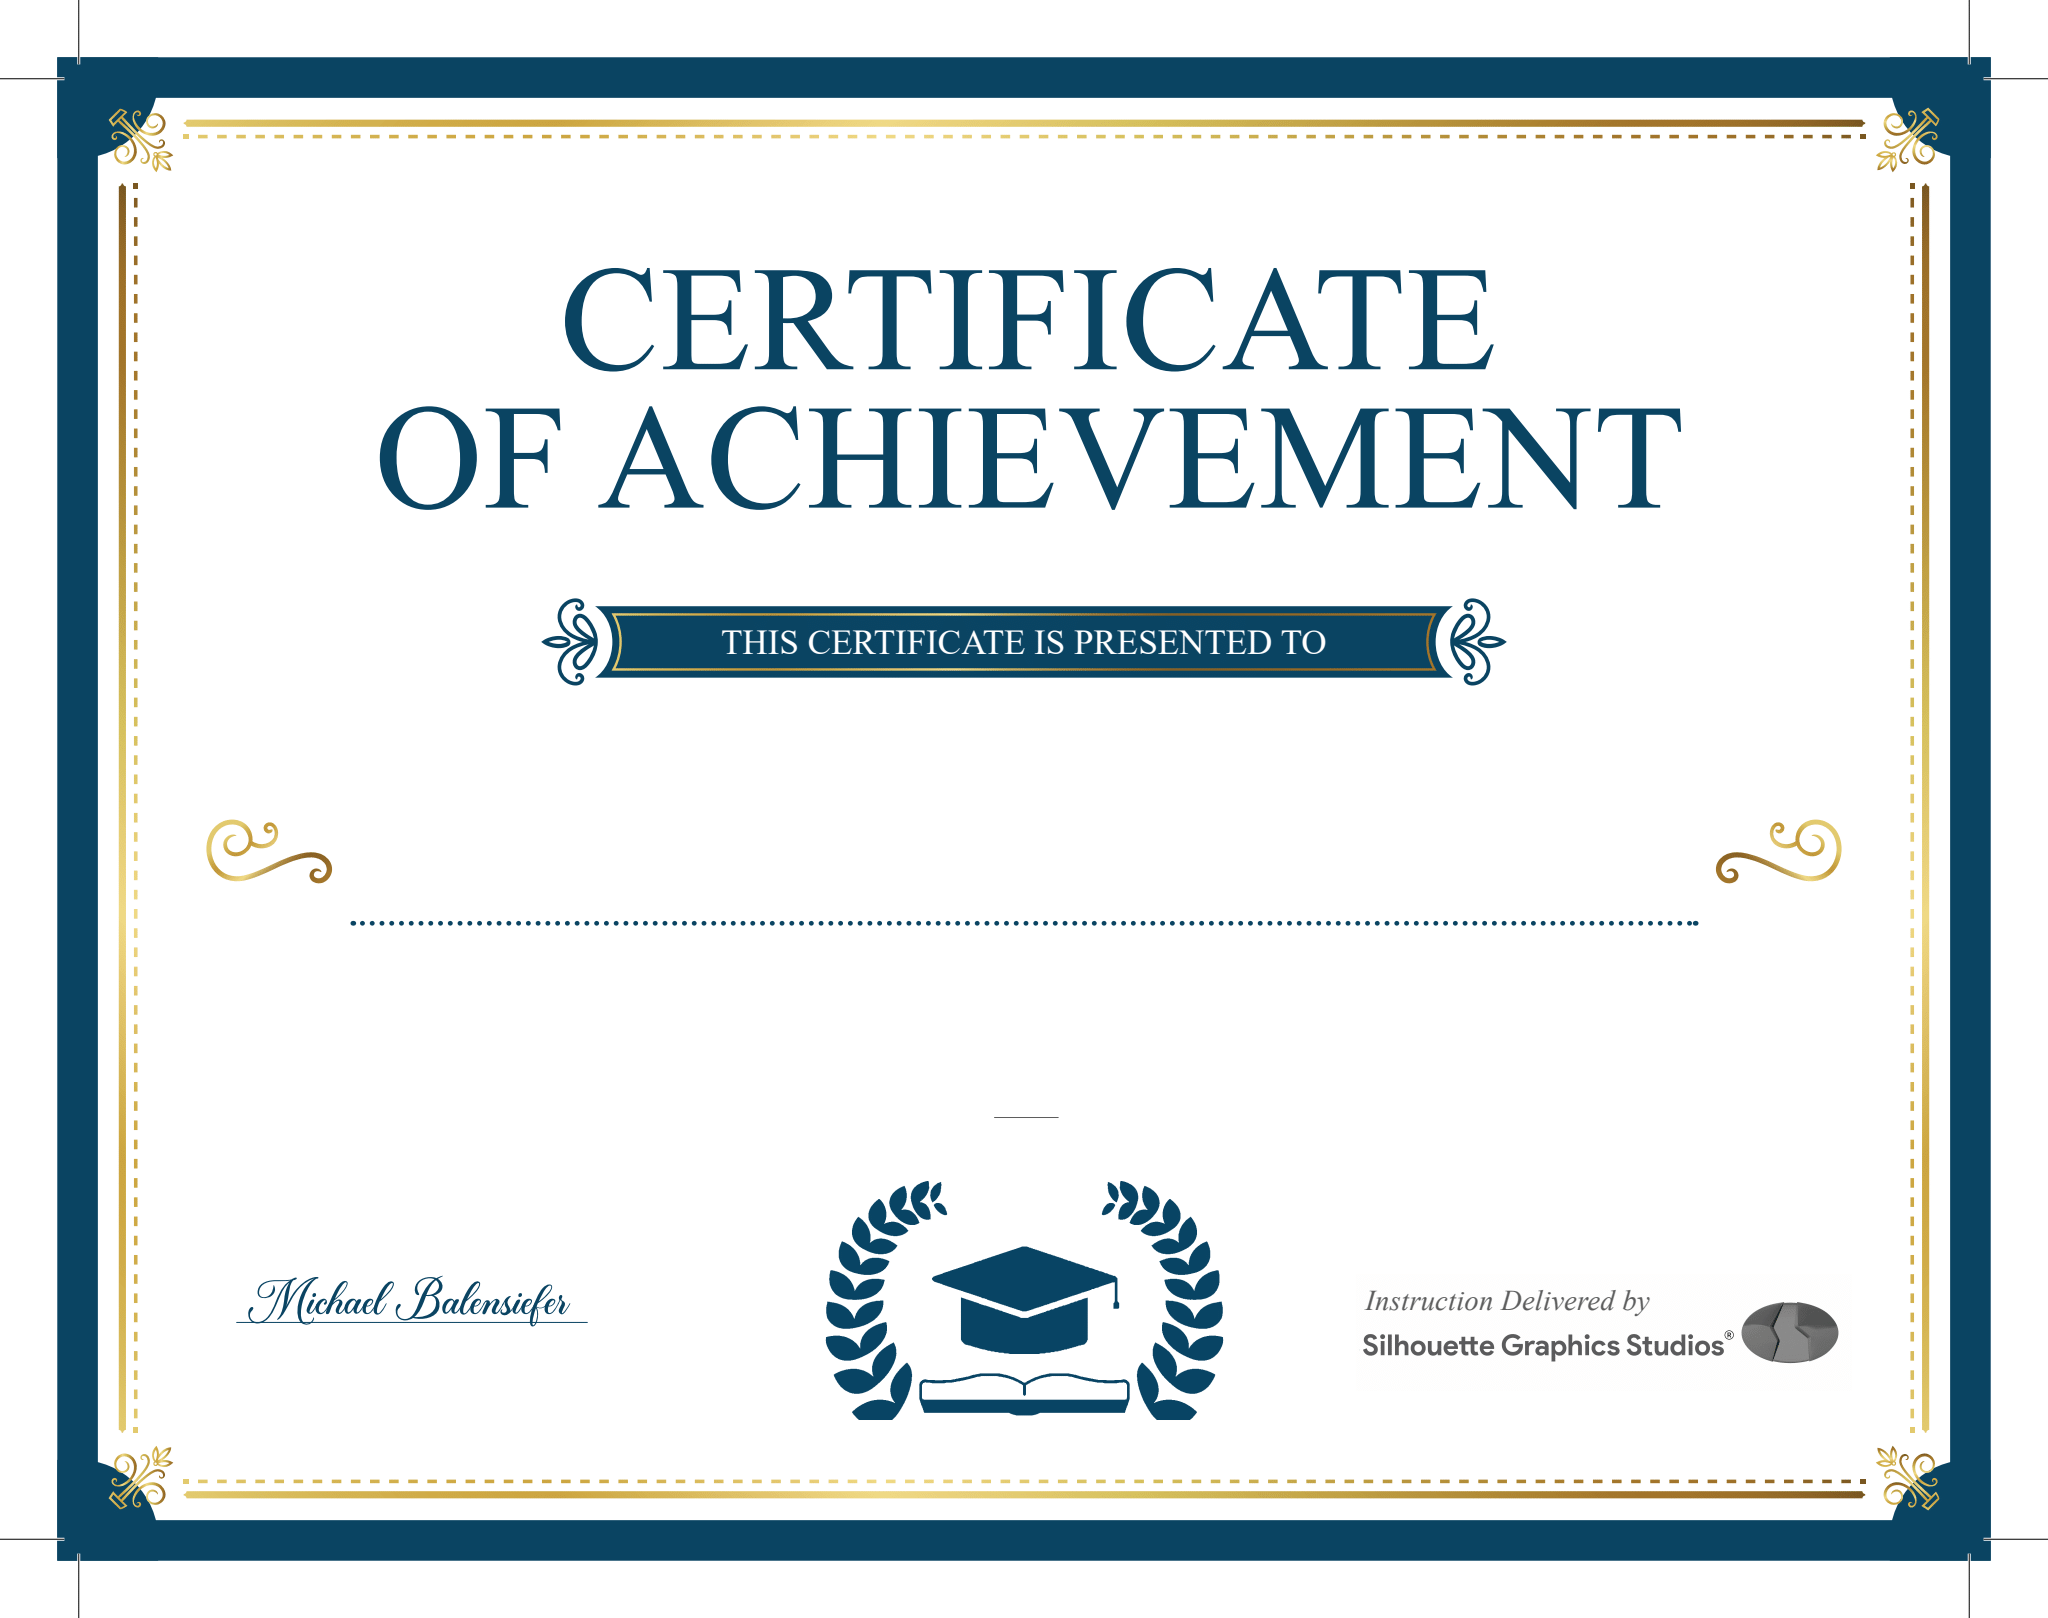 CERTIFICATE
OF ACHIEVEMENT
THIS CERTIFICATE IS PRESENTED TO
Michael Balensiefer
Instruction Delivered by
Silhouette Graphics Studios®